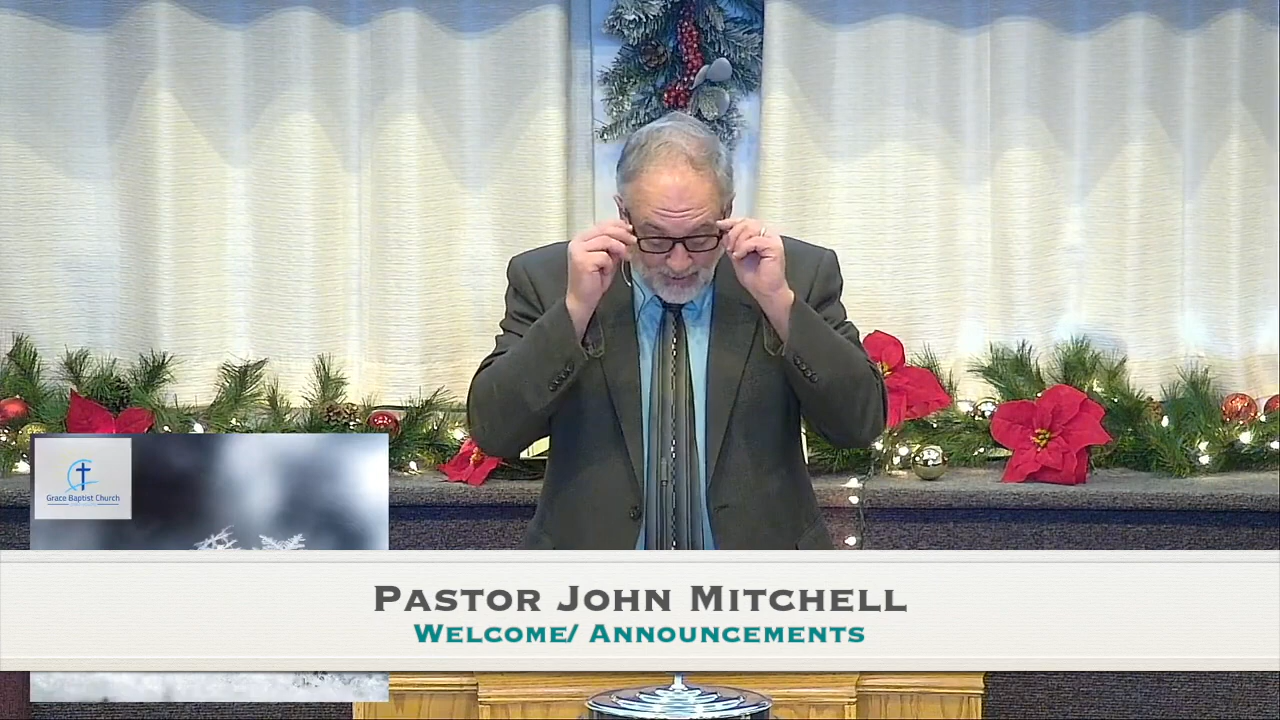 Grace Baptist Church
Pastor John Mitchell
Welcome/ Announcements